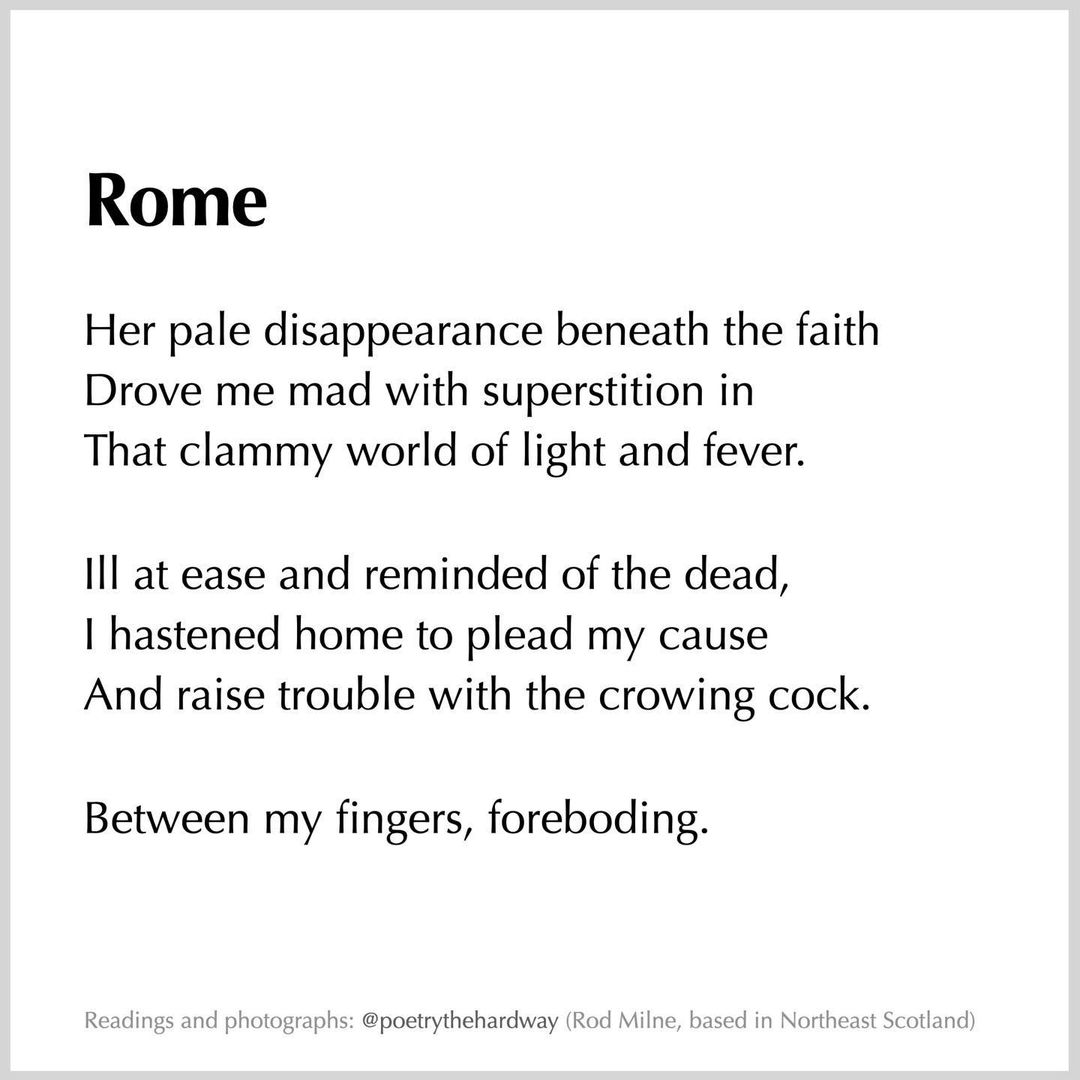 Rome
Her pale disappearance beneath the faith
Drove me mad with superstition in
That clammy world of light and fever.
Ill at ease and reminded of the dead,
I hastened home to plead my cause
And raise trouble with the crowing cock.
Between my fingers, foreboding.
Readings and photographs: @poetrythehardway (Rod Milne, based in Northeast Scotland)